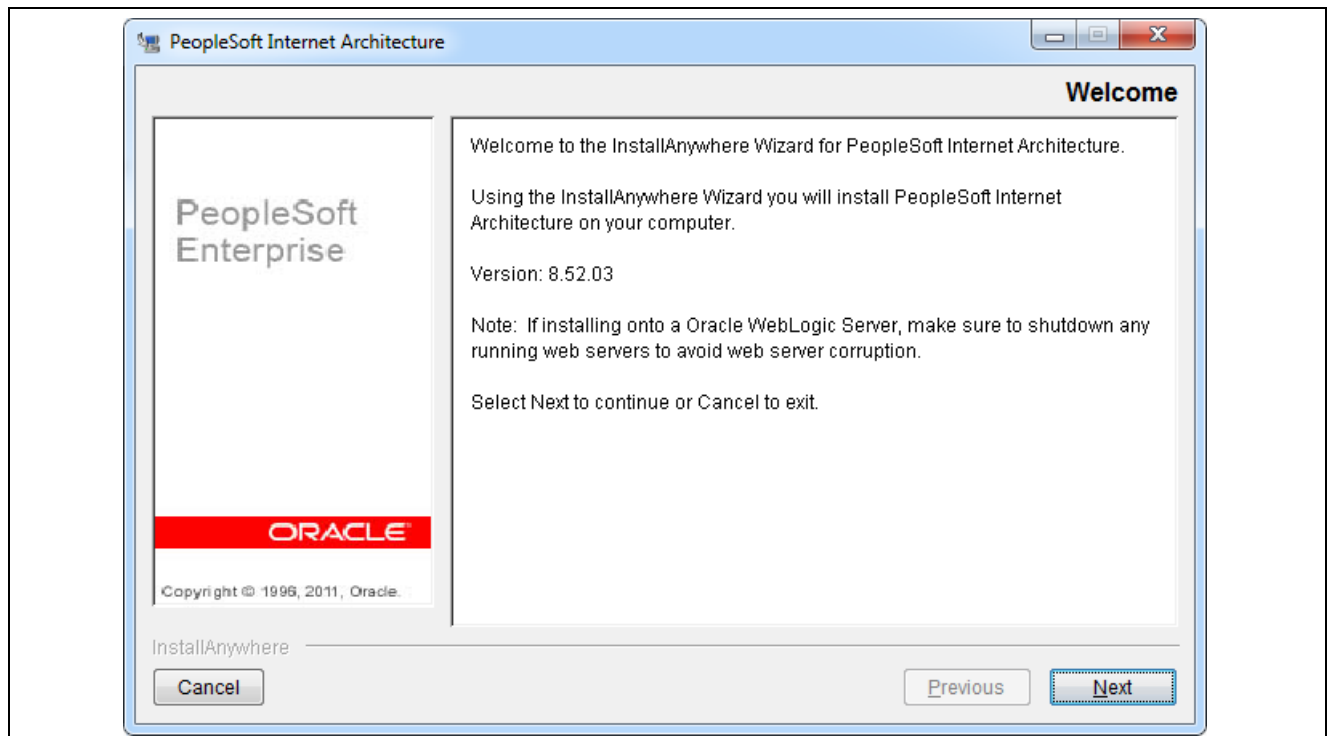 PeopleSoft Internet Architecture
Welcome
PeopleSoft
Enterprise
ORACLE
Copyright © 1996, 2011, Oracle.
Welcome to the InstallAnywhere Wizard for PeopleSoft Internet Architecture.
Using the InstallAnywhere Wizard you will install PeopleSoft Internet
Architecture on your computer.
Version: 8.52.03
Note: If installing onto a Oracle WebLogic Server, make sure to shutdown any
running web servers to avoid web server corruption.
Select Next to continue or Cancel to exit.
InstallAnywhere
Cancel
Previous
Next